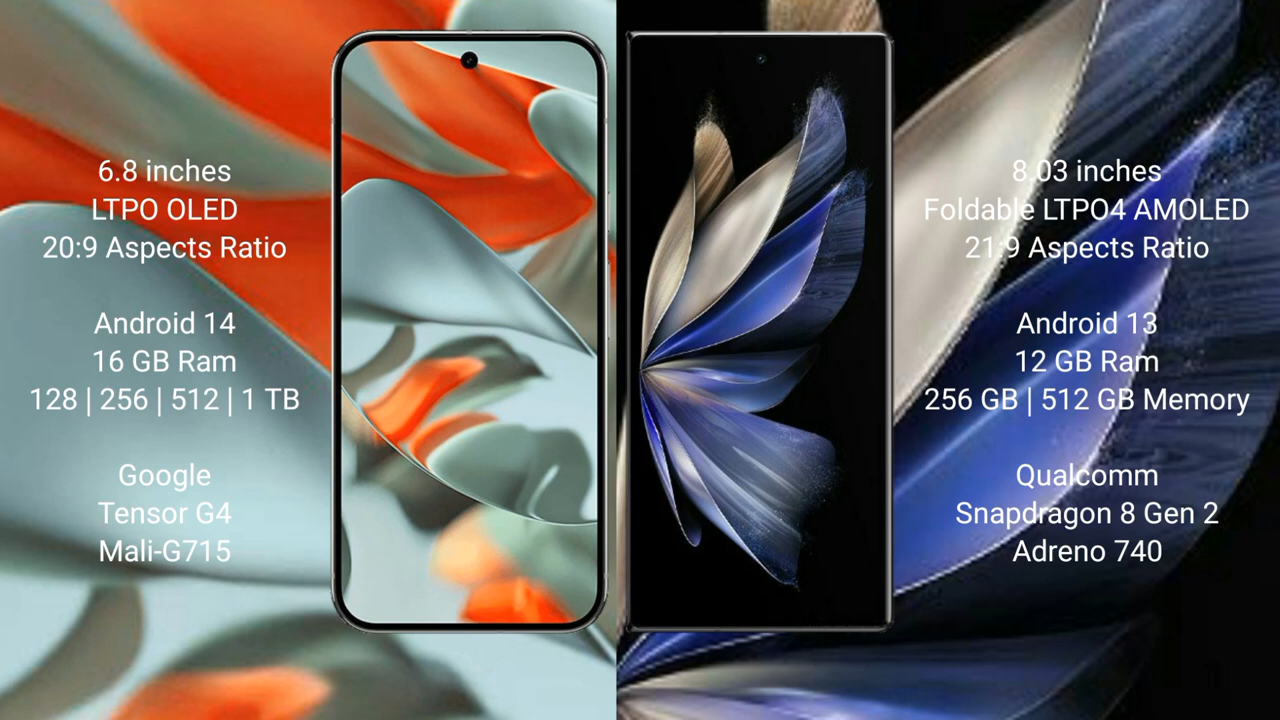 6.8 inches
LTPO OLED
20:9 Aspects Ratio
Android 14
16 GB Ram
128 | 256 | 512 | 1 TB
Google
Tensor G4
Mali-G715
8.03 inches
Foldable LTPO4 AMOLED
21:9 Aspects Ratio
Android 13
12 GB Ram
256 GB | 512 GB Memory
Qualcomm
Snapdragon 8 Gen 2
Adreno 740